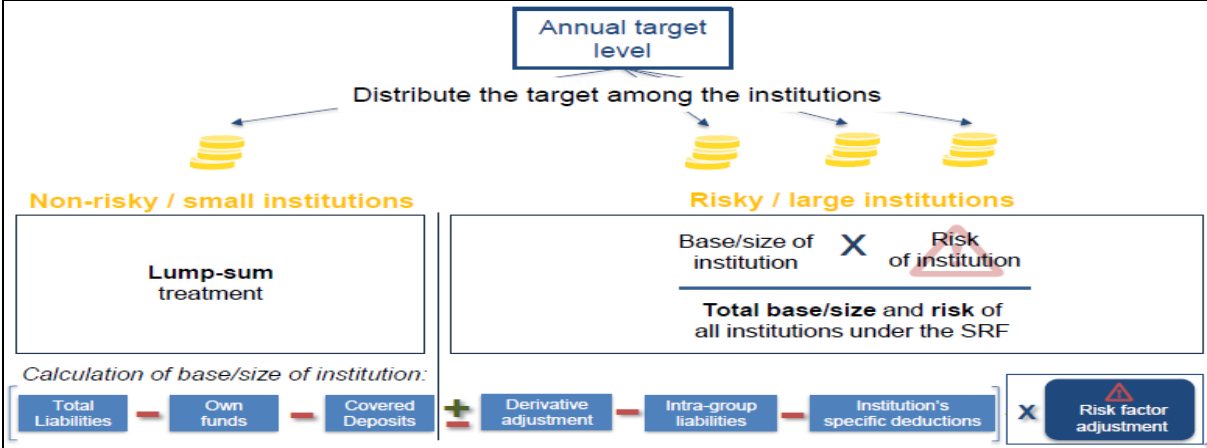 Annual target
level
Distribute the target among the institutions
Non-risky / small institutions
Risky / large institutions
Lump-sum
treatment
Base/size of
institution
X
Risk
of institution
Total base/size and risk of
all institutions under the SRF
Calculation of base/size of institution:
[ Total
Liabilities
−
Own
funds
−
Covered
Deposits
±
Derivative
adjustment
−
Intra-group
liabilities
−
Institution's
specific deductions ]
X
Risk factor
adjustment